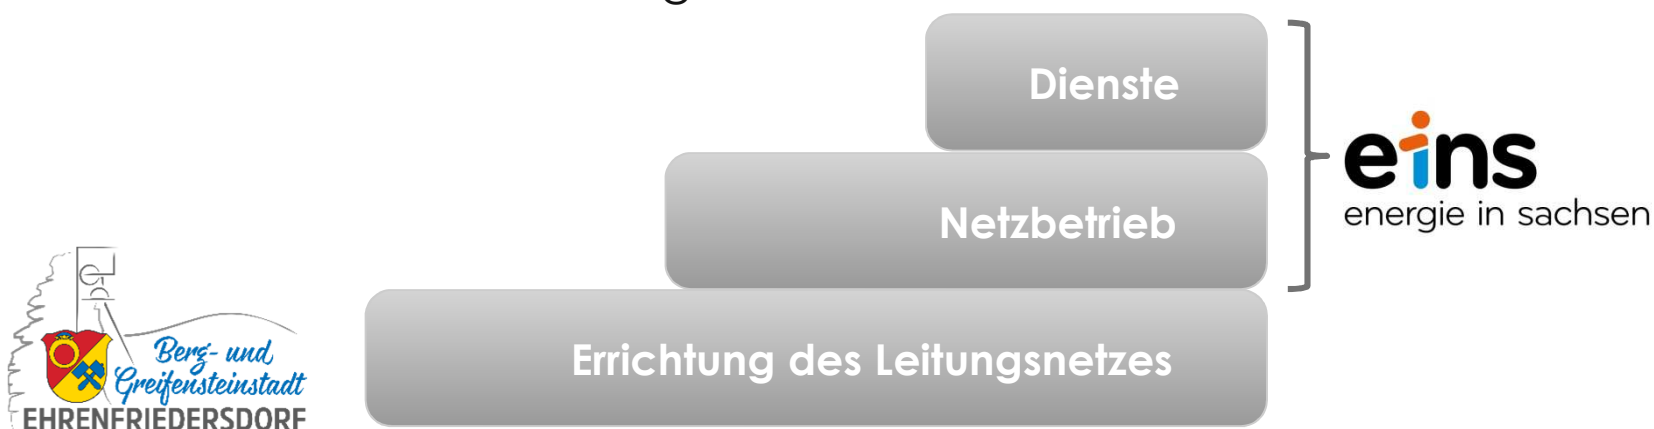 Dienste
eins
energie in sachsen
Netzbetrieb
Errichtung des Leitungsnetzes
Berg- und
Greifensteinstadt
EHRENFRIEDERSDORF